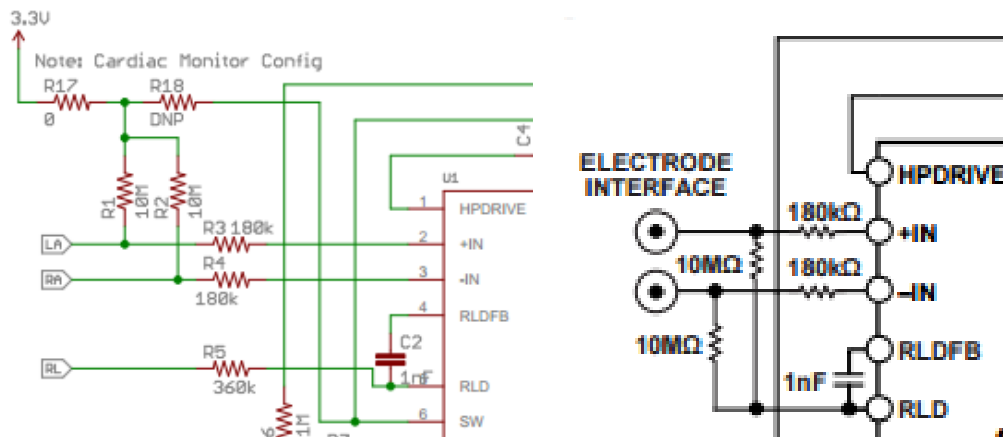 3.3V
Note: Cardiac Monitor Config
R17
0
R18
DNP
R1
10M
R2
10M
C4
U1
LA
R3 180k
1
HPDRIVE
2
+IN
RA
R4
180k
3
-IN
4
RLDFB
C2
1nF
RL
R5
360k
RLD
6
SW
1M
ELECTRODE
INTERFACE
HPDRIVE
180kΩ
+IN
10MΩ
180kΩ
–IN
10MΩ
RLDFB
1nF
RLD